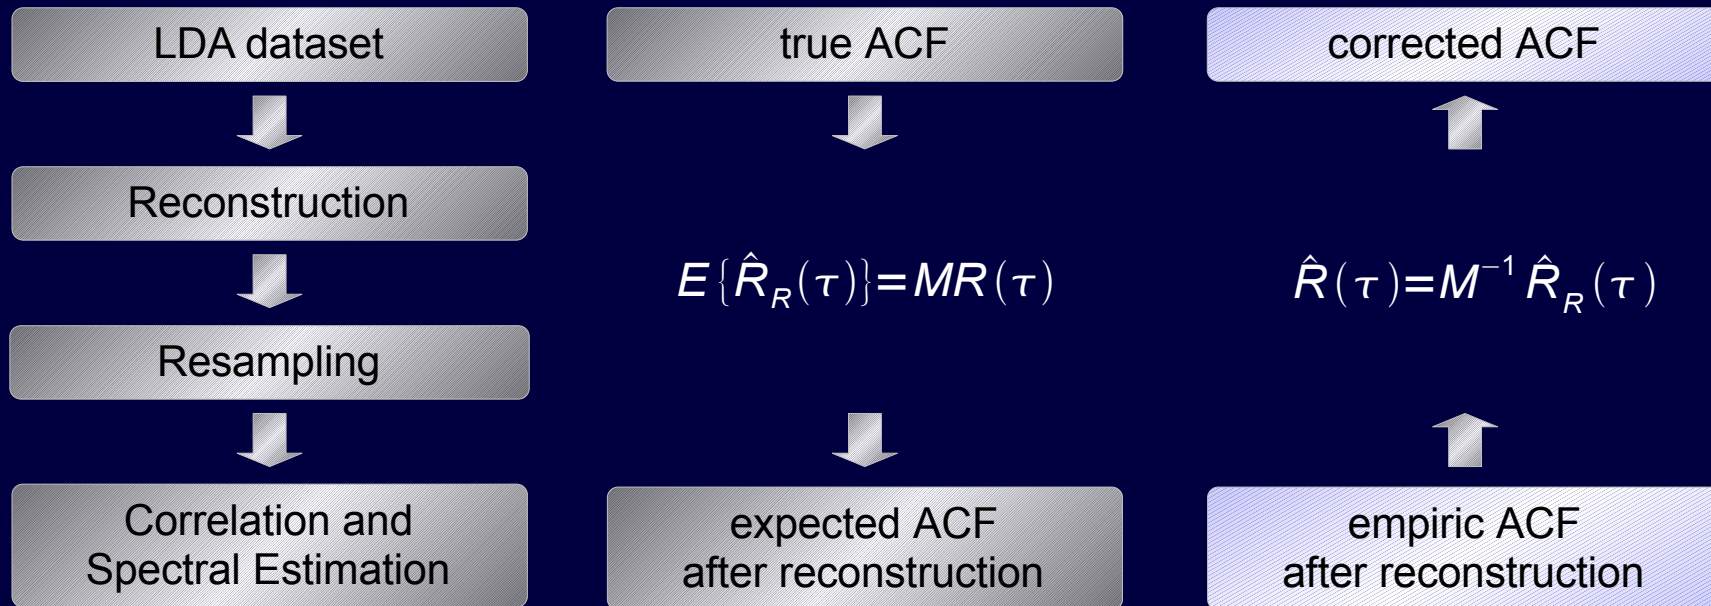 LDA dataset
Reconstruction
Resampling
Correlation and
Spectral Estimation
true ACF
E{R̂_R(τ)}=MR(τ)
expected ACF
after reconstruction
corrected ACF
R̂(τ)=M⁻¹ R̂_R(τ)
empiric ACF
after reconstruction